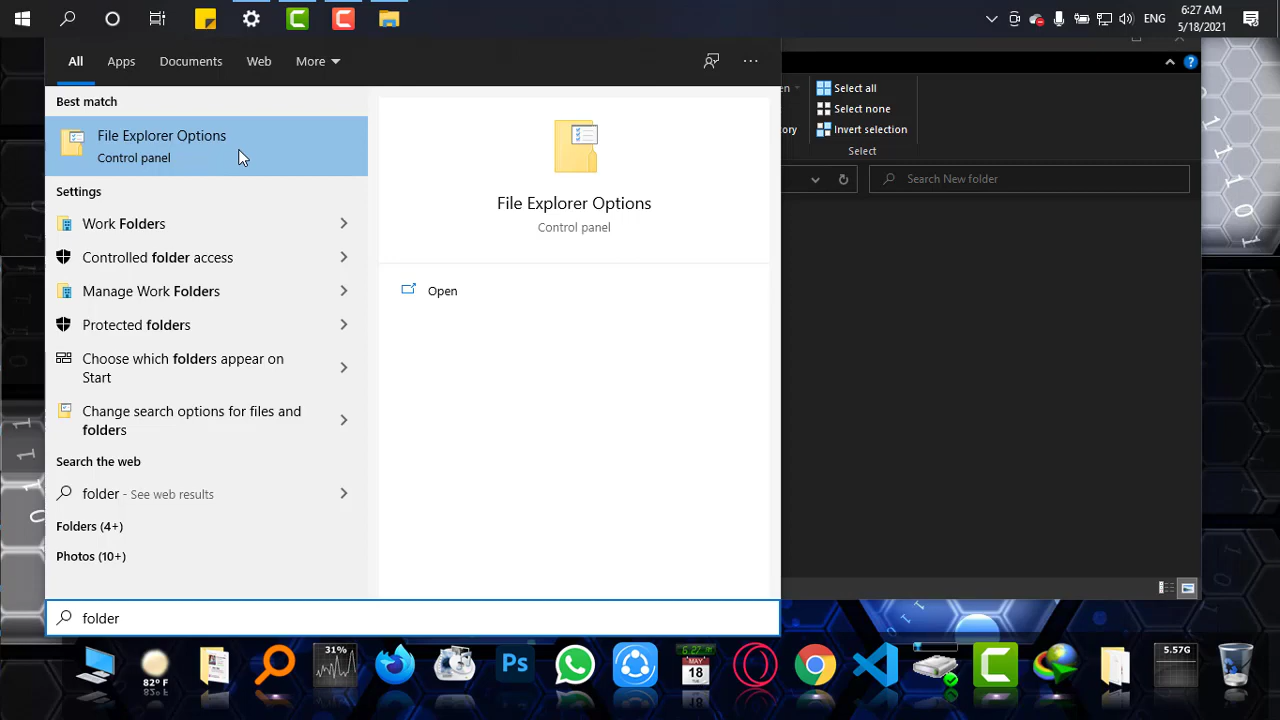 ENG
6:27 AM
5/18/2021
All Apps Documents Web More
Best match
File Explorer Options
Control panel
Settings
Work Folders
Controlled folder access
Manage Work Folders
Protected folders
Choose which folders appear on
Start
Change search options for files and
folders
Search the web
folder - See web results
Folders (4+)
Photos (10+)
folder
File Explorer Options
Control panel
Open
Select all
Select none
Invert selection
Select
Search New folder
82° F
31%
Ps
6:27 AM
MAY
18
5.57G